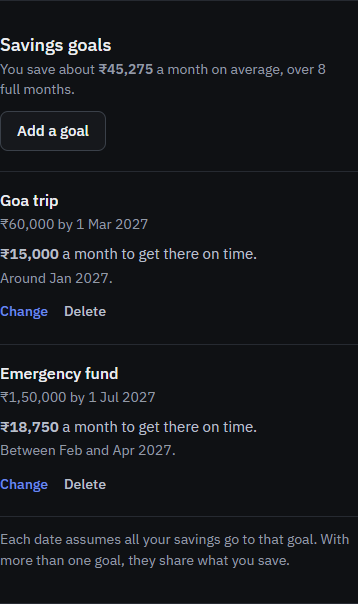 Savings goals
You save about ₹45,275 a month on average, over 8
full months.
Add a goal
Goa trip
₹60,000 by 1 Mar 2027
₹15,000 a month to get there on time.
Around Jan 2027.
Change Delete
Emergency fund
₹1,50,000 by 1 Jul 2027
₹18,750 a month to get there on time.
Between Feb and Apr 2027.
Change Delete
Each date assumes all your savings go to that goal. With
more than one goal, they share what you save.